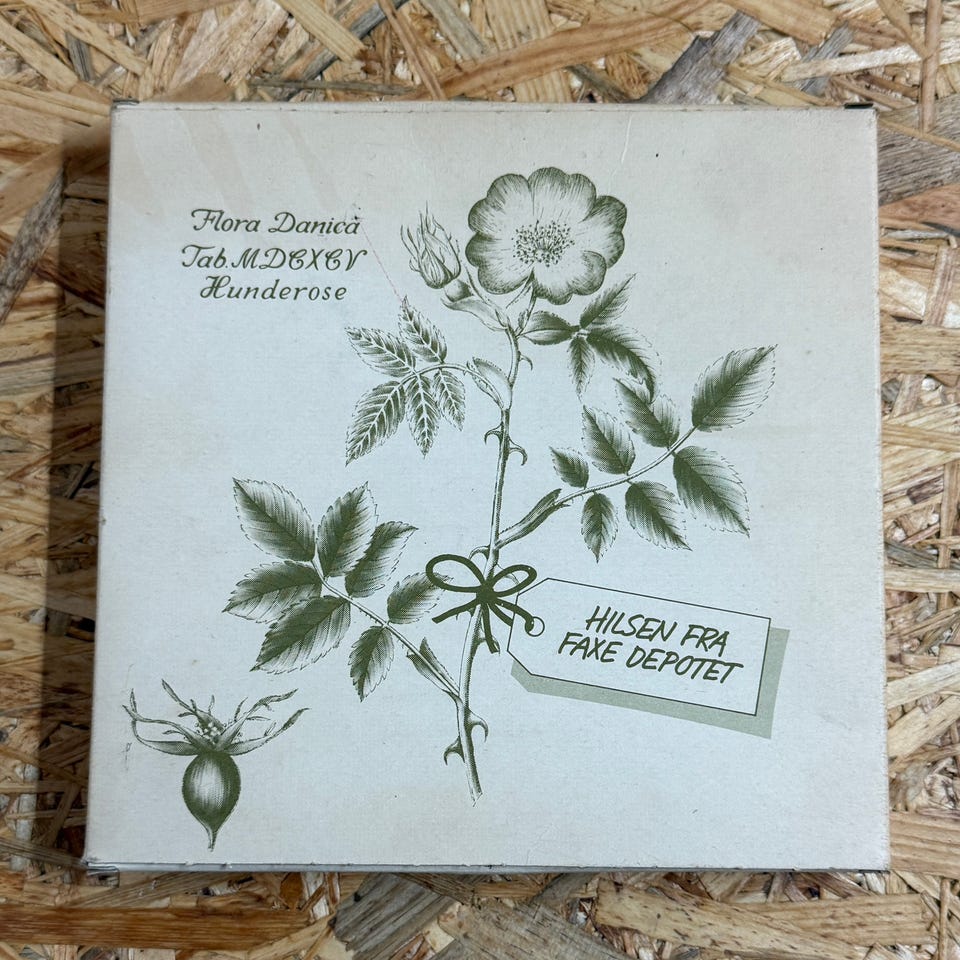 Flora Danica
Tab. MDCXCV
Hunderose
HILSEN FRA
FAXE DEPOTET